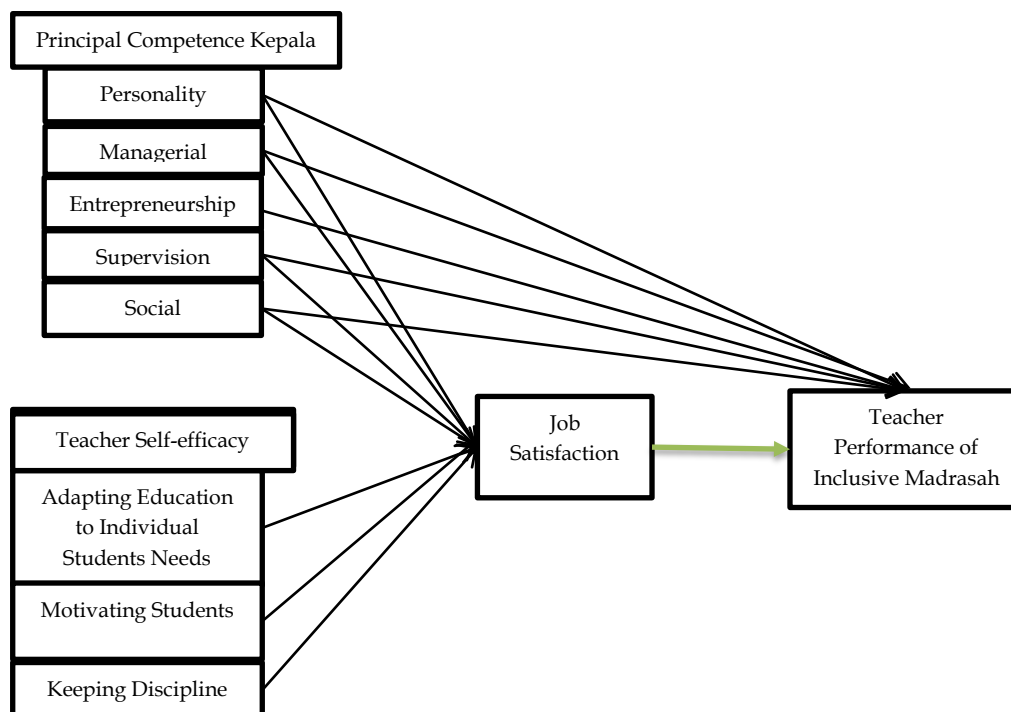 Principal Competence Kepala
Personality
Managerial
Entrepreneurship
Supervision
Social
Teacher Self-efficacy
Adapting Education
to Individual
Students Needs
Motivating Students
Keeping Discipline
Job
Satisfaction
Teacher
Performance of
Inclusive Madrasah